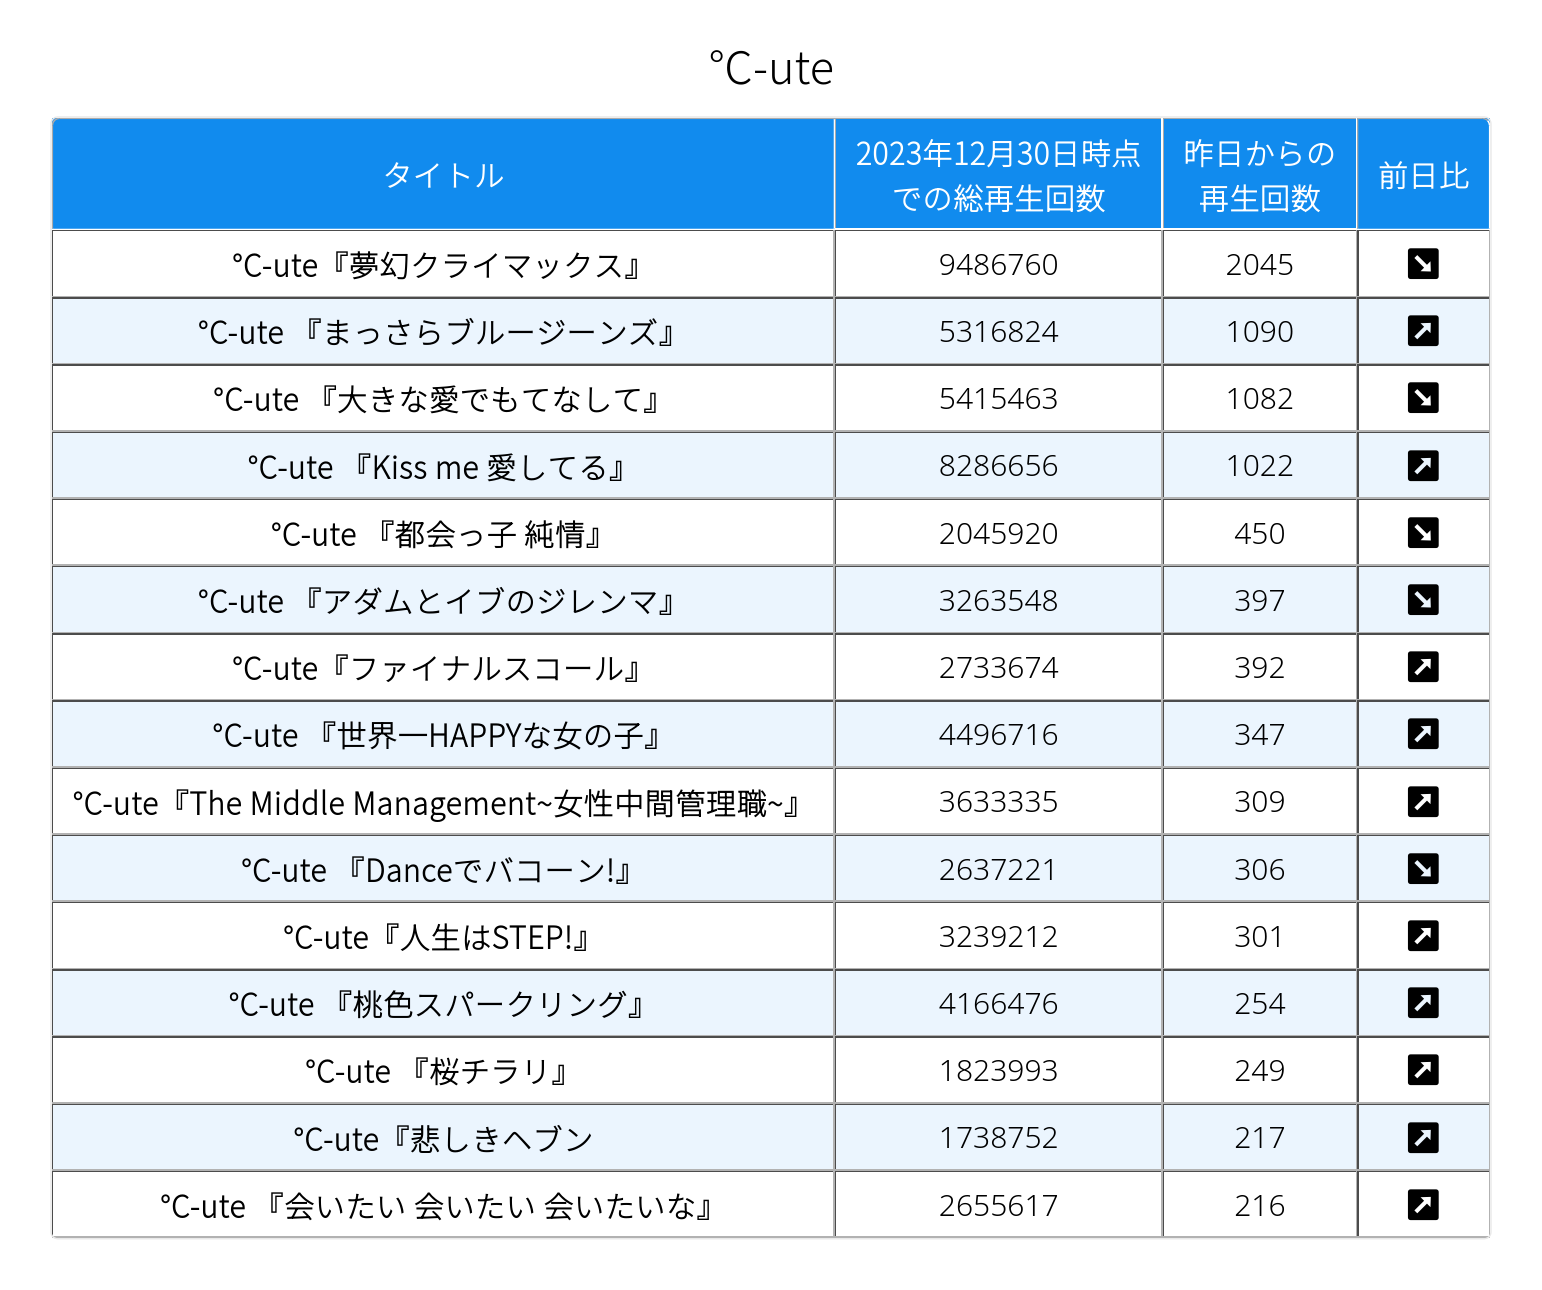 ℃-ute
タイトル
2023年12月30日時点
での総再生回数
昨日からの
再生回数
前日比
℃-ute『夢幻クライマックス』 9486760 2045
℃-ute 『まっさらブルージーンズ』 5316824 1090
℃-ute 『大きな愛でもてなして』 5415463 1082
℃-ute 『Kiss me 愛してる』 8286656 1022
℃-ute 『都会っ子 純情』 2045920 450
℃-ute 『アダムとイブのジレンマ』 3263548 397
℃-ute『ファイナルスコール』 2733674 392
℃-ute 『世界一HAPPYな女の子』 4496716 347
℃-ute『The Middle Management~女性中間管理職~』 3633335 309
℃-ute 『Danceでバコーン!』 2637221 306
℃-ute『人生はSTEP!』 3239212 301
℃-ute 『桃色スパークリング』 4166476 254
℃-ute 『桜チラリ』 1823993 249
℃-ute『悲しきヘブン 1738752 217
℃-ute 『会いたい 会いたい 会いたいな』 2655617 216